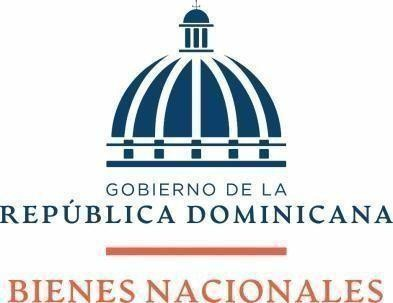 GOBIERNO DE LA
REPÚBLICA DOMINICANA
BIENES NACIONALES